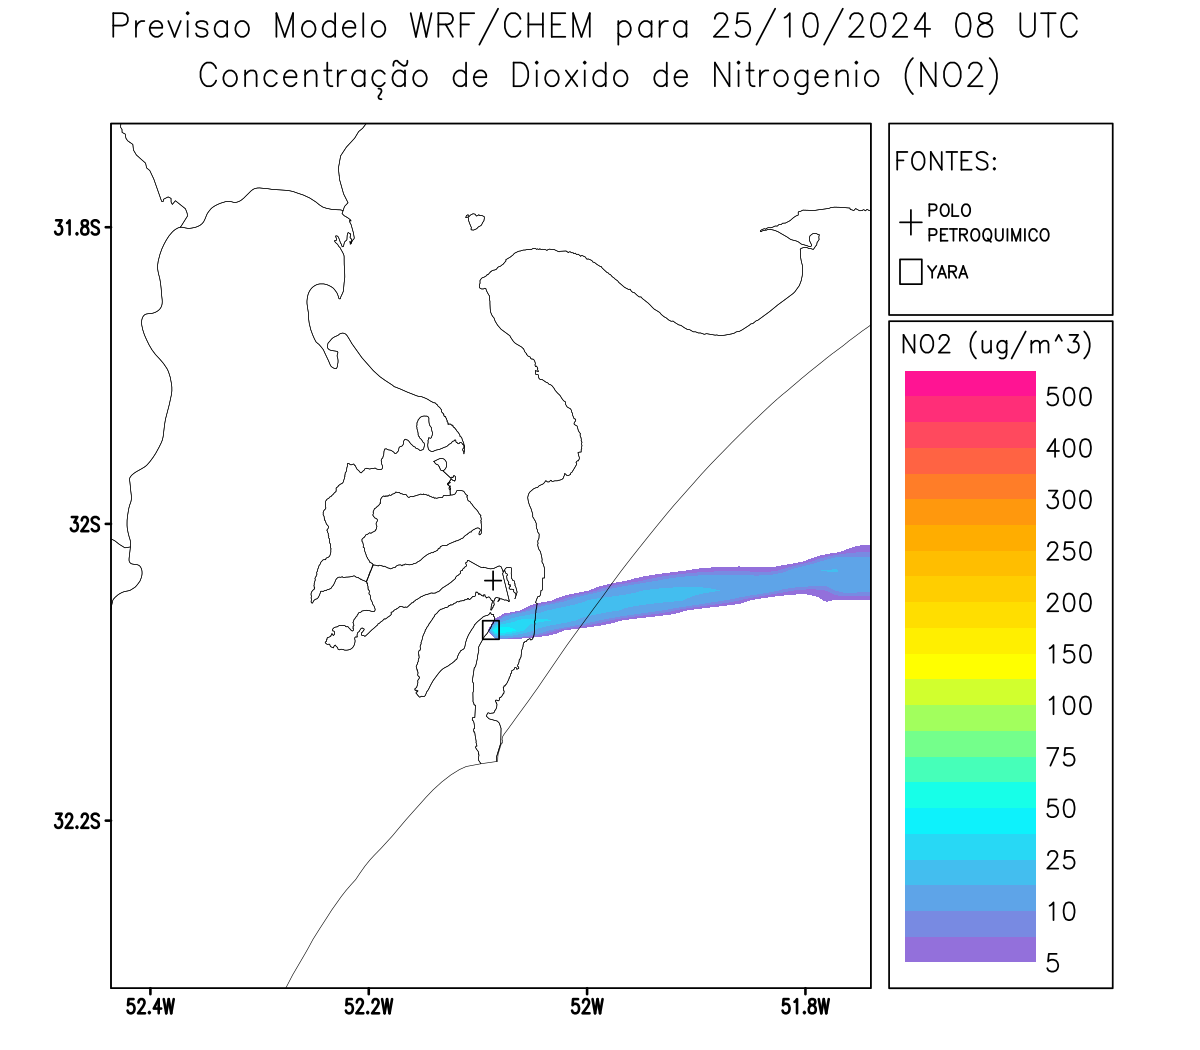 Previsao Modelo WRF/CHEM para 25/10/2024 08 UTC
Concentração de Dioxido de Nitrogenio (NO2)
FONTES:
POLO
PETROQUIMICO
YARA
31.8S
32S
32.2S
52.4W
52.2W
52W
51.8W
NO2 (ug/m^3)
500
400
300
250
200
150
100
75
50
25
10
5